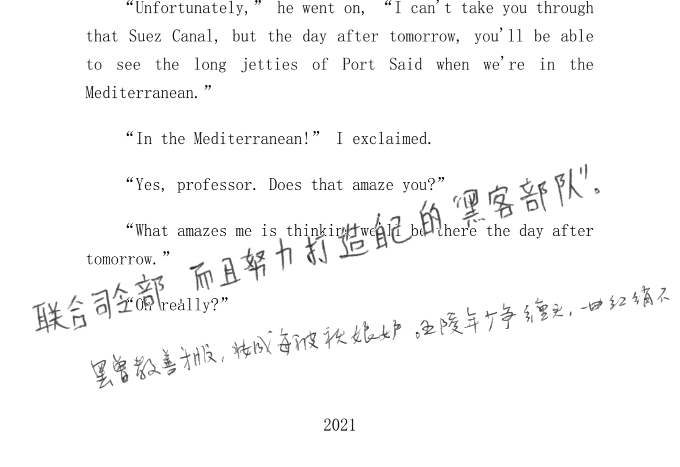 “Unfortunately,” he went on, “I can't take you through
that Suez Canal, but the day after tomorrow, you'll be able
to see the long jetties of Port Said when we're in the
Mediterranean.”
“In the Mediterranean!” I exclaimed.
“Yes, professor. Does that amaze you?”
“What amazes me is thinking we'll be there the day after
tomorrow.”
“Oh really?”
联合司令部 而且努力打造自己的“黑客部队”。
罢曾教善才服，妆成每被秋娘妒。五陵年少争缠头，一曲红绡不
2021